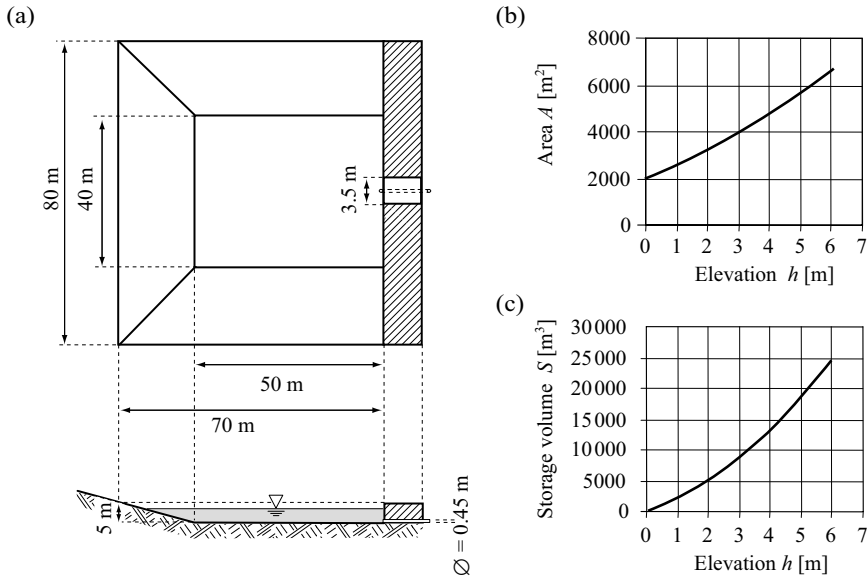 (a)
80 m
40 m
3.5 m
50 m
70 m
5 m
Ø = 0.45 m
(b)
8000
6000
4000
2000
0
Area A [m²]
0 1 2 3 4 5 6 7
Elevation h [m]
(c)
30 000
25 000
20 000
15 000
10 000
5000
0
Storage volume S [m³]
0 1 2 3 4 5 6 7
Elevation h [m]